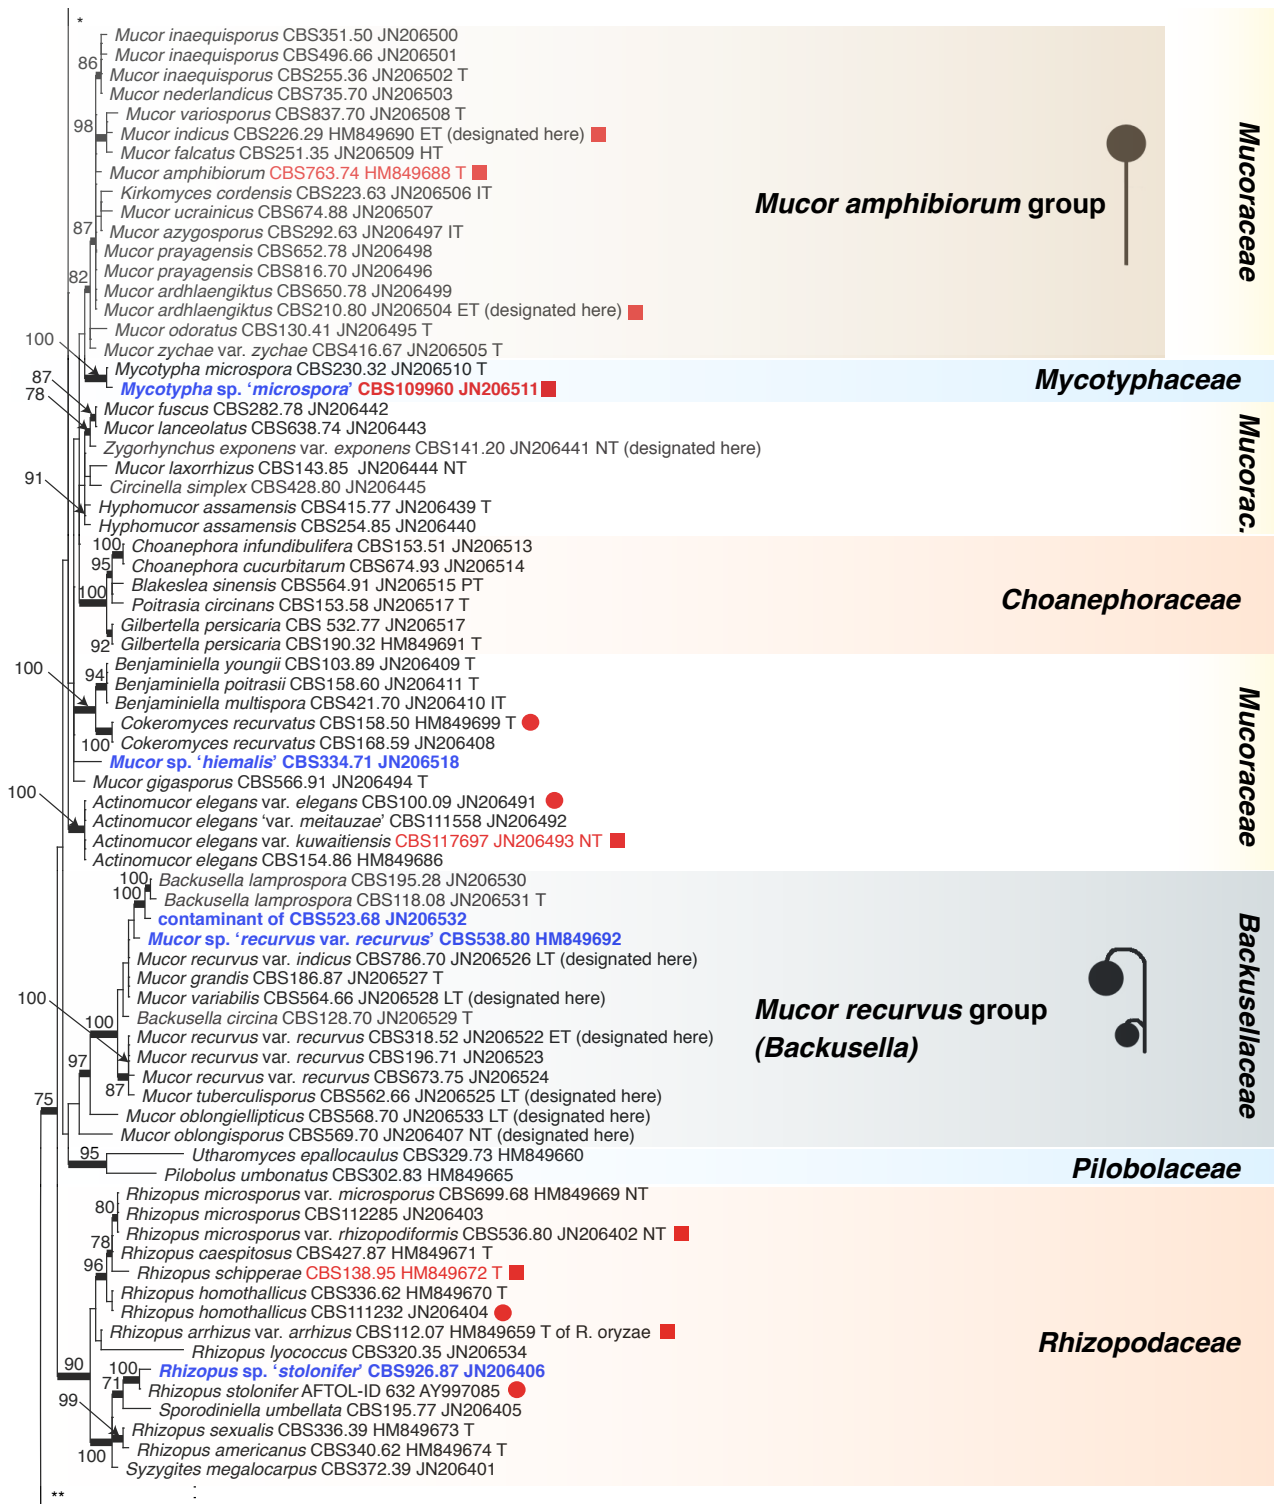 *
Mucor inaequisporus CBS351.50 JN206500
Mucor inaequisporus CBS496.66 JN206501
86
Mucor inaequisporus CBS255.36 JN206502 T
Mucor nederlandicus CBS735.70 JN206503
Mucor variosporus CBS837.70 JN206508 T
98
Mucor indicus CBS226.29 HM849690 ET (designated here)
Mucor falcatus CBS251.35 JN206509 HT
Mucor amphibiorum CBS763.74 HM849688 T
Kirkomyces cordensis CBS223.63 JN206506 IT
Mucor ucrainicus CBS674.88 JN206507
87
Mucor azygosporus CBS292.63 JN206497 IT
Mucor prayagensis CBS652.78 JN206498
Mucor prayagensis CBS816.70 JN206496
82
Mucor ardhlaengiktus CBS650.78 JN206499
Mucor ardhlaengiktus CBS210.80 JN206504 ET (designated here)
Mucor odoratus CBS130.41 JN206495 T
100
Mucor zychae var. zychae CBS416.67 JN206505 T
Mucor amphibiorum group
Mucoraceae
Mycotypha microspora CBS230.32 JN206510 T
87
Mycotypha sp. ‘microspora’ CBS109960 JN206511
Mycotyphaceae
78
Mucor fuscus CBS282.78 JN206442
Mucor lanceolatus CBS638.74 JN206443
Zygorhynchus exponens var. exponens CBS141.20 JN206441 NT (designated here)
Mucor laxorrhizus CBS143.85 JN206444 NT
91
Circinella simplex CBS428.80 JN206445
Hyphomucor assamensis CBS415.77 JN206439 T
Hyphomucor assamensis CBS254.85 JN206440
Mucorac.
100
Choanephora infundibulifera CBS153.51 JN206513
95
Choanephora cucurbitarum CBS674.93 JN206514
Blakeslea sinensis CBS564.91 JN206515 PT
100
Poitrasia circinans CBS153.58 JN206517 T
Gilbertella persicaria CBS 532.77 JN206517
92
Gilbertella persicaria CBS190.32 HM849691 T
Choanephoraceae
Benjaminiella youngii CBS103.89 JN206409 T
100
94
Benjaminiella poitrasii CBS158.60 JN206411 T
Benjaminiella multispora CBS421.70 JN206410 IT
Cokeromyces recurvatus CBS158.50 HM849699 T
100
Cokeromyces recurvatus CBS168.59 JN206408
Mucor sp. ‘hiemalis’ CBS334.71 JN206518
Mucor gigasporus CBS566.91 JN206494 T
100
Actinomucor elegans var. elegans CBS100.09 JN206491
Actinomucor elegans ‘var. meitauzae’ CBS111558 JN206492
Actinomucor elegans var. kuwaitiensis CBS117697 JN206493 NT
Actinomucor elegans CBS154.86 HM849686
Mucoraceae
100
Backusella lamprospora CBS195.28 JN206530
100
Backusella lamprospora CBS118.08 JN206531 T
contaminant of CBS523.68 JN206532
Mucor sp. ‘recurvus var. recurvus’ CBS538.80 HM849692
Mucor recurvus var. indicus CBS786.70 JN206526 LT (designated here)
Mucor grandis CBS186.87 JN206527 T
100
Mucor variabilis CBS564.66 JN206528 LT (designated here)
100
Backusella circina CBS128.70 JN206529 T
Mucor recurvus var. recurvus CBS318.52 JN206522 ET (designated here)
97
Mucor recurvus var. recurvus CBS196.71 JN206523
Mucor recurvus var. recurvus CBS673.75 JN206524
87
Mucor tuberculisporus CBS562.66 JN206525 LT (designated here)
75
Mucor oblongiellipticus CBS568.70 JN206533 LT (designated here)
Mucor oblongisporus CBS569.70 JN206407 NT (designated here)
Mucor recurvus group
(Backusella)
Backusellaceae
95
Utharomyces epallocaulus CBS329.73 HM849660
Pilobolus umbonatus CBS302.83 HM849665
Pilobolaceae
Rhizopus microsporus var. microsporus CBS699.68 HM849669 NT
80
Rhizopus microsporus CBS112285 JN206403
Rhizopus microsporus var. rhizopodiformis CBS536.80 JN206402 NT
78
Rhizopus caespitosus CBS427.87 HM849671 T
96
Rhizopus schipperae CBS138.95 HM849672 T
Rhizopus homothallicus CBS336.62 HM849670 T
Rhizopus homothallicus CBS111232 JN206404
Rhizopus arrhizus var. arrhizus CBS112.07 HM849659 T of R. oryzae
Rhizopus lyococcus CBS320.35 JN206534
90
100
Rhizopus sp. ‘stolonifer’ CBS926.87 JN206406
71
Rhizopus stolonifer AFTOL-ID 632 AY997085
99
Sporodiniella umbellata CBS195.77 JN206405
Rhizopus sexualis CBS336.39 HM849673 T
Rhizopus americanus CBS340.62 HM849674 T
100
Syzygites megalocarpus CBS372.39 JN206401
Rhizopodaceae
**